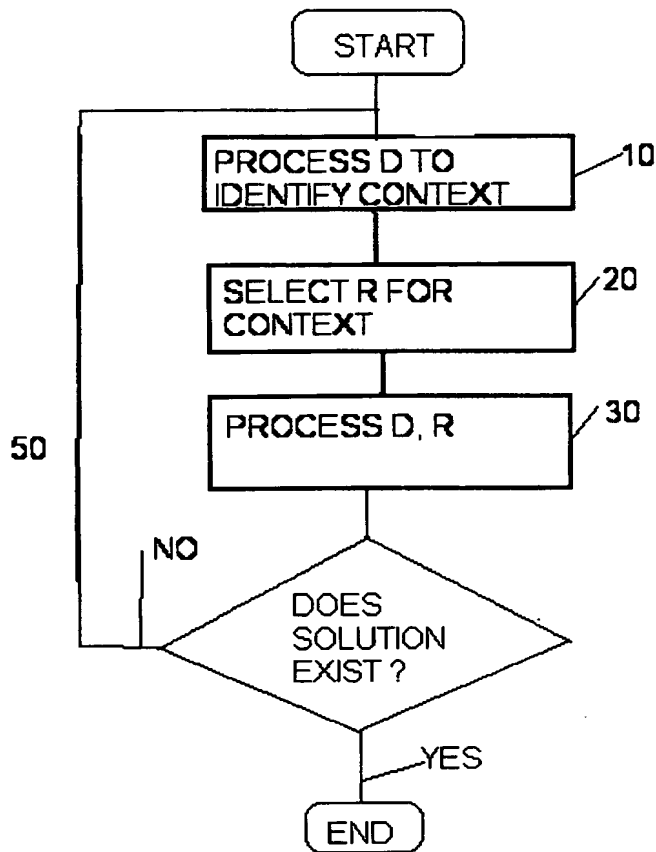 START
PROCESS D TO
IDENTIFY CONTEXT
10
SELECT R FOR
CONTEXT
20
PROCESS D, R
30
50
NO
DOES
SOLUTION
EXIST ?
YES
END